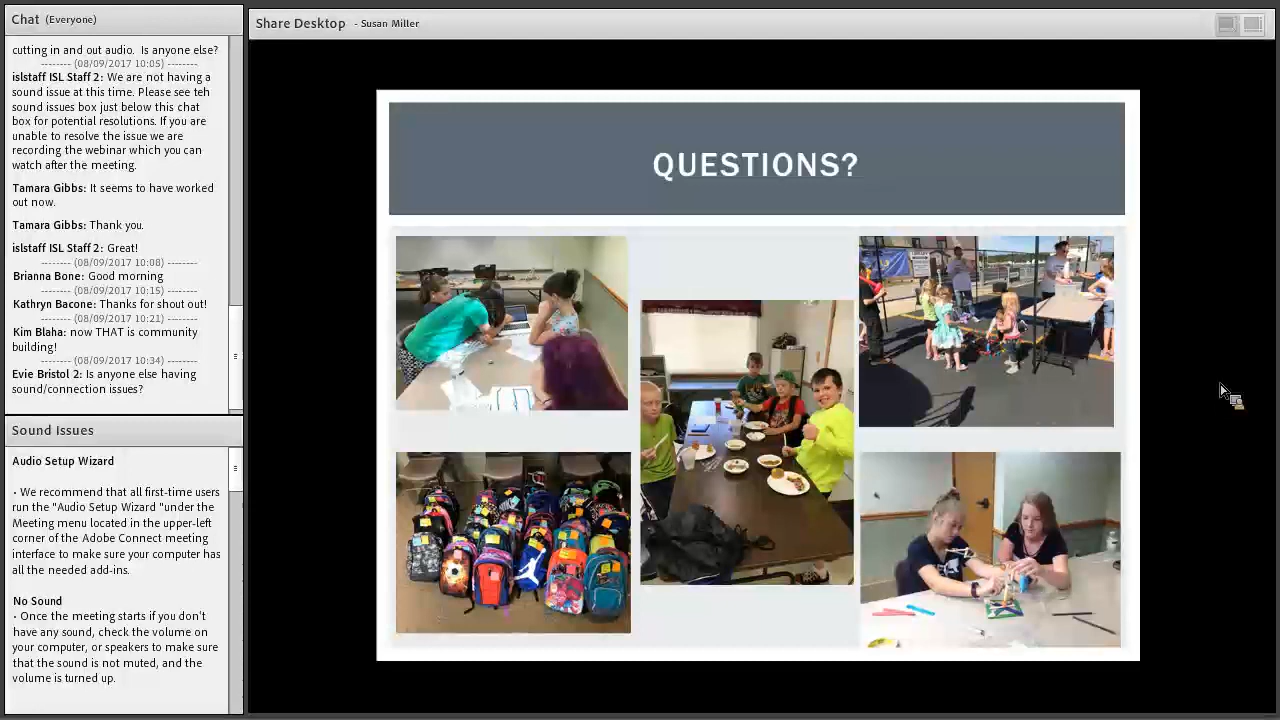 Chat (Everyone)
cutting in and out audio. Is anyone else?
-------- (08/09/2017 10:05) --------
islstaff ISL Staff 2: We are not having a
sound issue at this time. Please see teh
sound issues box just below this chat
box for potential resolutions. If you are
unable to resolve the issue we are
recording the webinar which you can
watch after the meeting.
Tamara Gibbs: It seems to have worked
out now.
Tamara Gibbs: Thank you.
islstaff ISL Staff 2: Great!
-------- (08/09/2017 10:08) --------
Brianna Bone: Good morning
-------- (08/09/2017 10:15) --------
Kathryn Bacone: Thanks for shout out!
-------- (08/09/2017 10:21) --------
Kim Blaha: now THAT is community
building!
-------- (08/09/2017 10:34) --------
Evie Bristol 2: Is anyone else having
sound/connection issues?
Sound Issues
Audio Setup Wizard
• We recommend that all first-time users
run the "Audio Setup Wizard "under the
Meeting menu located in the upper-left
corner of the Adobe Connect meeting
interface to make sure your computer has
all the needed add-ins.
No Sound
• Once the meeting starts if you don't
have any sound, check the volume on
your computer, or speakers to make sure
that the sound is not muted, and the
volume is turned up.
Share Desktop - Susan Miller
QUESTIONS?